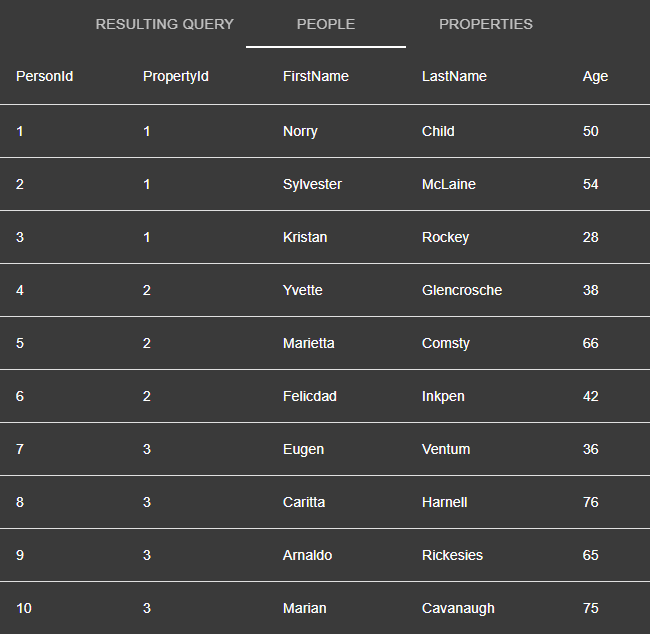 RESULTING QUERY PEOPLE PROPERTIES
PersonId PropertyId FirstName LastName Age
1 1 Norry Child 50
2 1 Sylvester McLaine 54
3 1 Kristan Rockey 28
4 2 Yvette Glencrosche 38
5 2 Marietta Comsty 66
6 2 Felicdad Inkpen 42
7 3 Eugen Ventum 36
8 3 Caritta Harnell 76
9 3 Arnaldo Rickesies 65
10 3 Marian Cavanaugh 75